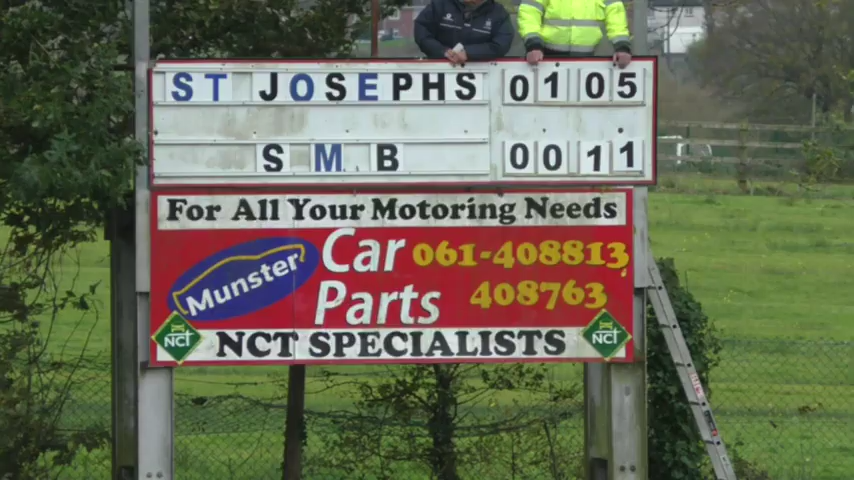 ST JOSEPHS 01 05
SMB 00 11
For All Your Motoring Needs
Munster Car Parts 061-408813
408763
NCT NCT SPECIALISTS NCT